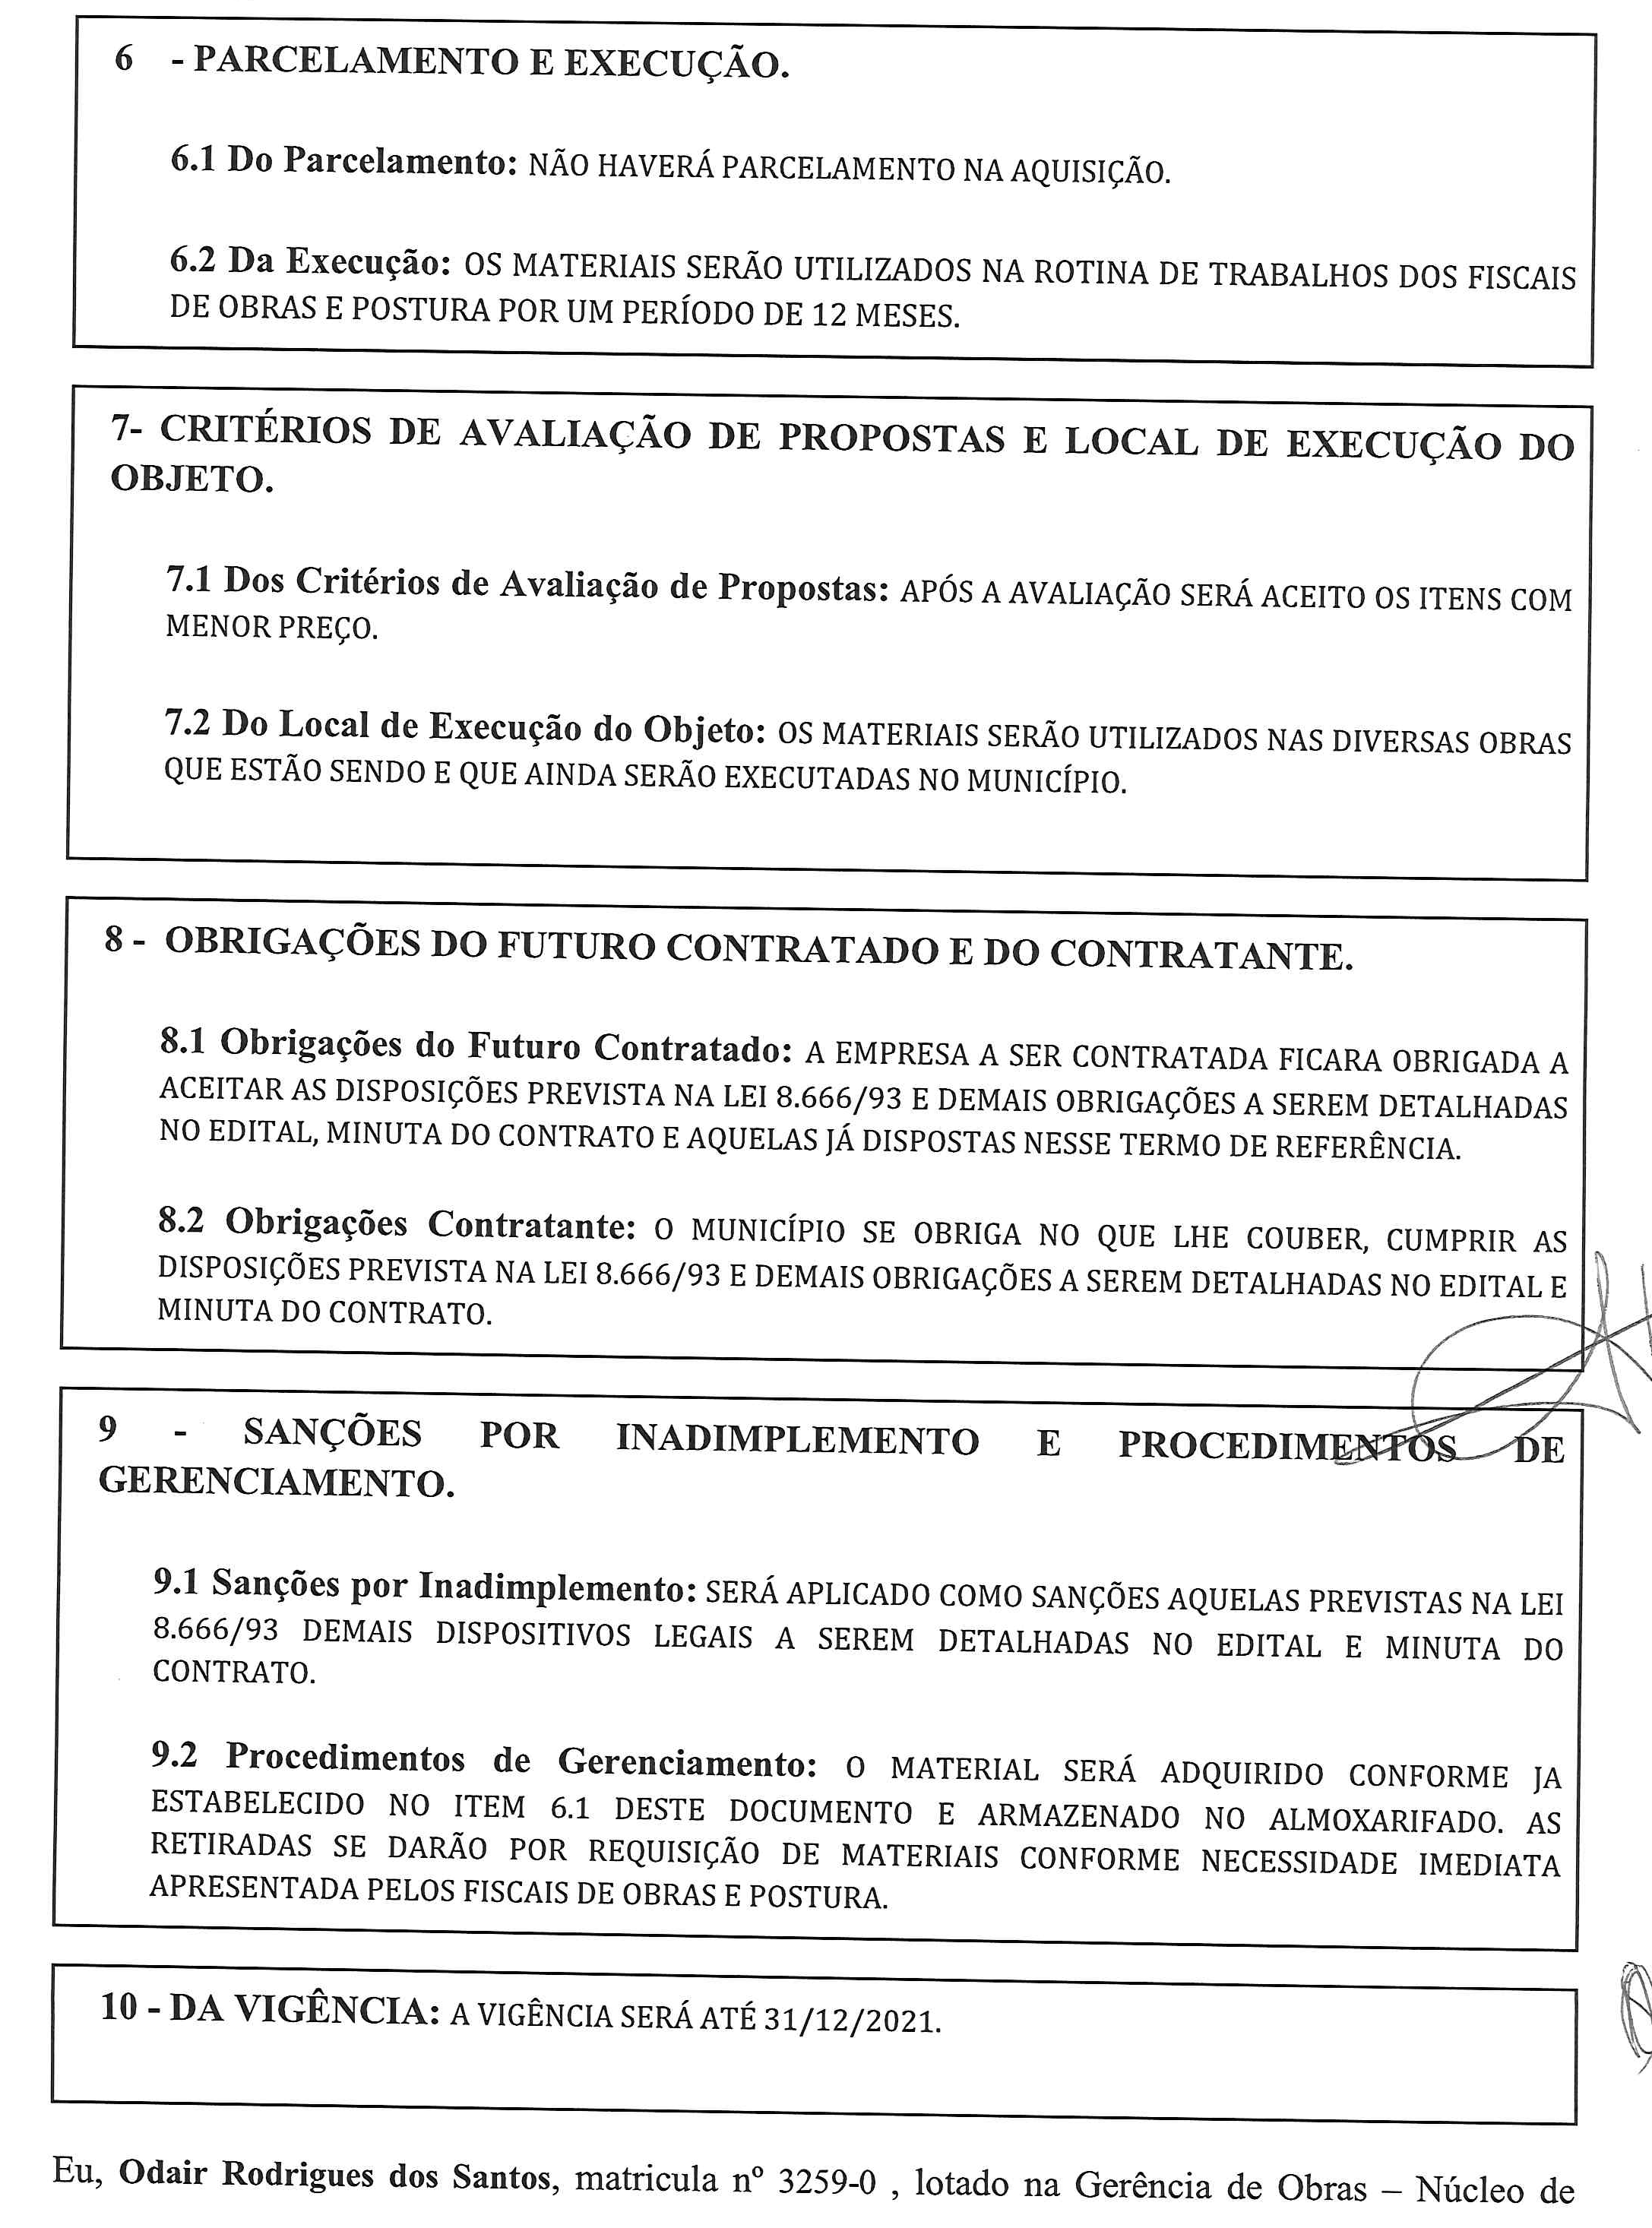 6 - PARCELAMENTO E EXECUÇÃO.
6.1 Do Parcelamento: NÃO HAVERÁ PARCELAMENTO NA AQUISIÇÃO.
6.2 Da Execução: OS MATERIAIS SERÃO UTILIZADOS NA ROTINA DE TRABALHOS DOS FISCAIS
DE OBRAS E POSTURA POR UM PERÍODO DE 12 MESES.
7- CRITÉRIOS DE AVALIAÇÃO DE PROPOSTAS E LOCAL DE EXECUÇÃO DO
OBJETO.
7.1 Dos Critérios de Avaliação de Propostas: APÓS A AVALIAÇÃO SERÁ ACEITO OS ITENS COM
MENOR PREÇO.
7.2 Do Local de Execução do Objeto: OS MATERIAIS SERÃO UTILIZADOS NAS DIVERSAS OBRAS
QUE ESTÃO SENDO E QUE AINDA SERÃO EXECUTADAS NO MUNICÍPIO.
8 - OBRIGAÇÕES DO FUTURO CONTRATADO E DO CONTRATANTE.
8.1 Obrigações do Futuro Contratado: A EMPRESA A SER CONTRATADA FICARA OBRIGADA A
ACEITAR AS DISPOSIÇÕES PREVISTA NA LEI 8.666/93 E DEMAIS OBRIGAÇÕES A SEREM DETALHADAS
NO EDITAL, MINUTA DO CONTRATO E AQUELAS JÁ DISPOSTAS NESSE TERMO DE REFERÊNCIA.
8.2 Obrigações Contratante: O MUNICÍPIO SE OBRIGA NO QUE LHE COUBER, CUMPRIR AS
DISPOSIÇÕES PREVISTA NA LEI 8.666/93 E DEMAIS OBRIGAÇÕES A SEREM DETALHADAS NO EDITAL E
MINUTA DO CONTRATO.
9 - SANÇÕES POR INADIMPLEMENTO E PROCEDIMENTOS DE
GERENCIAMENTO.
9.1 Sanções por Inadimplemento: SERÁ APLICADO COMO SANÇÕES AQUELAS PREVISTAS NA LEI
8.666/93 DEMAIS DISPOSITIVOS LEGAIS A SEREM DETALHADAS NO EDITAL E MINUTA DO
CONTRATO.
9.2 Procedimentos de Gerenciamento: O MATERIAL SERÁ ADQUIRIDO CONFORME JA
ESTABELECIDO NO ITEM 6.1 DESTE DOCUMENTO E ARMAZENADO NO ALMOXARIFADO. AS
RETIRADAS SE DARÃO POR REQUISIÇÃO DE MATERIAIS CONFORME NECESSIDADE IMEDIATA
APRESENTADA PELOS FISCAIS DE OBRAS E POSTURA.
10 - DA VIGÊNCIA: A VIGÊNCIA SERÁ ATÉ 31/12/2021.
Eu, Odair Rodrigues dos Santos, matricula nº 3259-0 , lotado na Gerência de Obras – Núcleo de